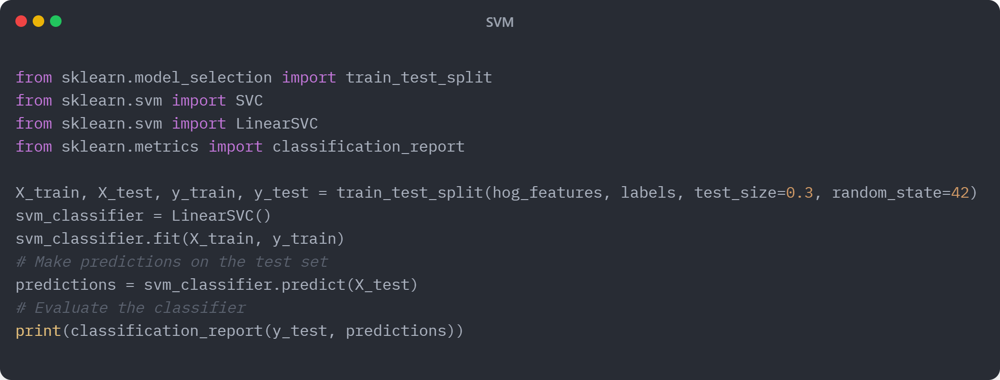 SVM
from sklearn.model_selection import train_test_split
from sklearn.svm import SVC
from sklearn.svm import LinearSVC
from sklearn.metrics import classification_report
X_train, X_test, y_train, y_test = train_test_split(hog_features, labels, test_size=0.3, random_state=42)
svm_classifier = LinearSVC()
svm_classifier.fit(X_train, y_train)
# Make predictions on the test set
predictions = svm_classifier.predict(X_test)
# Evaluate the classifier
print(classification_report(y_test, predictions))